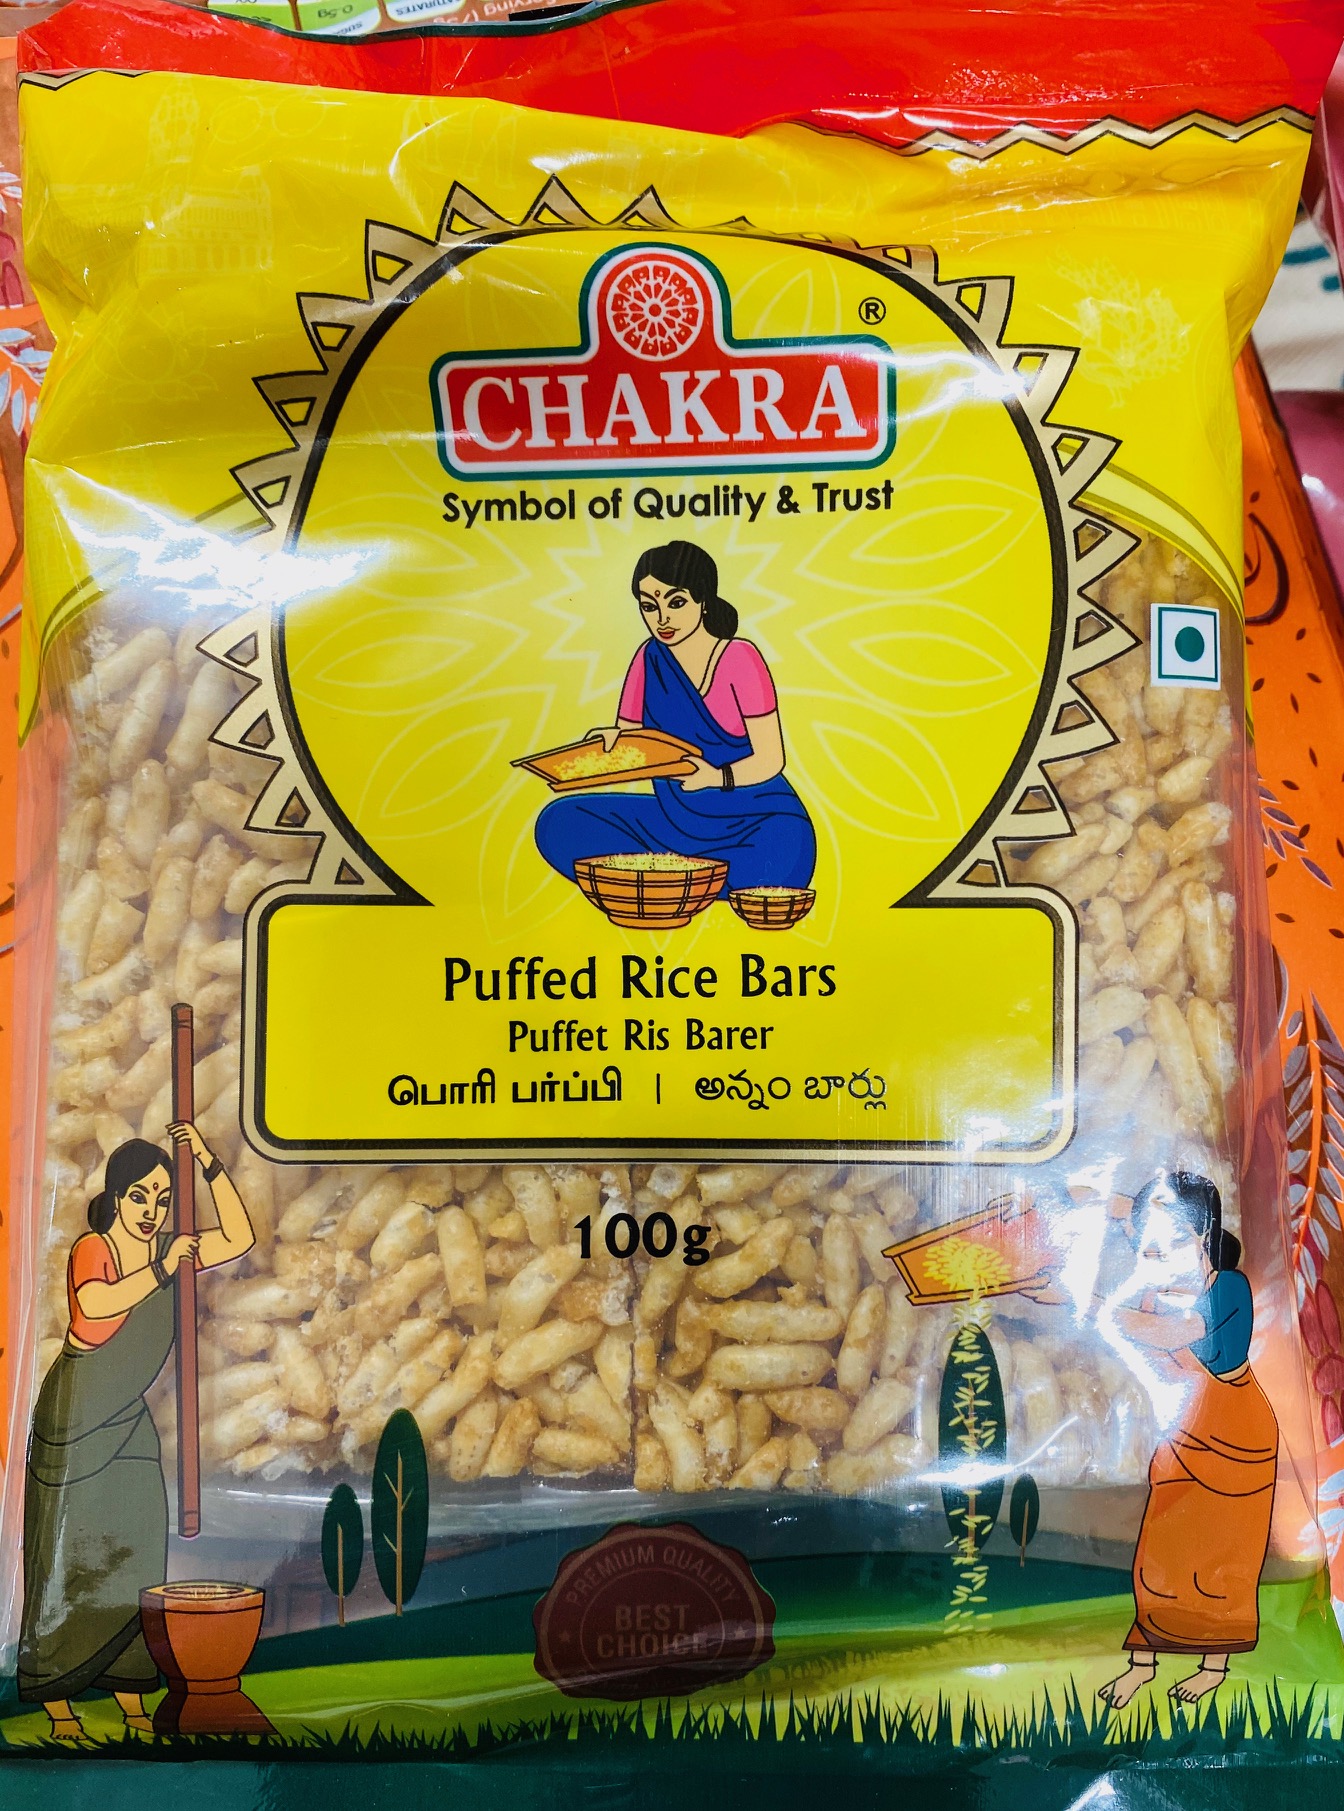 CHAKRA
®
Symbol of Quality & Trust
Puffed Rice Bars
Puffet Ris Barer
பொரி பர்ப்பி | అన్నం బార్లు
100g
PREMIUM QUALITY
BEST
CHOICE